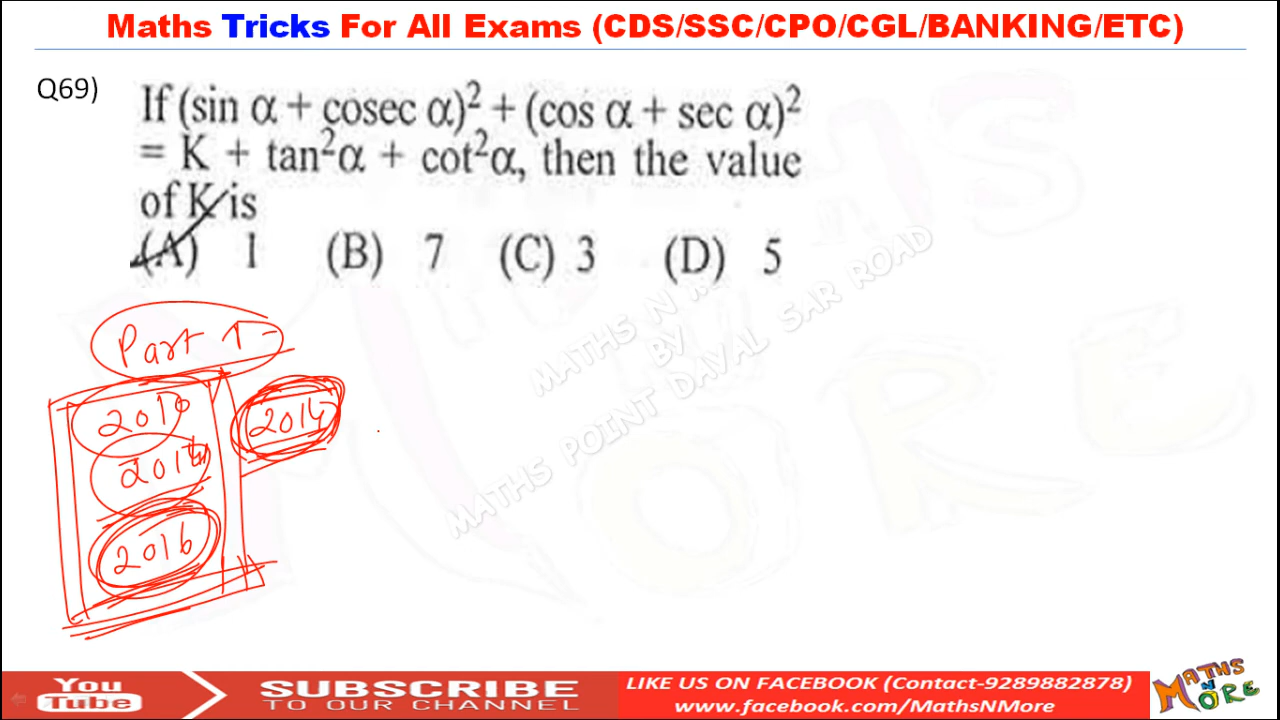 Maths Tricks For All Exams (CDS/SSC/CPO/CGL/BANKING/ETC)
Q69)
If (sin α + cosec α)² + (cos α + sec α)²
= K + tan²α + cot²α, then the value
of K is
(A) 1 (B) 7 (C) 3 (D) 5
Part 1
2010
2014
2014
2016
MATHS N MORE
BY
MATHS POINT DAYAL SAR ROAD
You
Tube
SUBSCRIBE
TO OUR CHANNEL
LIKE US ON FACEBOOK (Contact-9289882878)
www.facebook.com/MathsNMore
MATHS
N
MORE